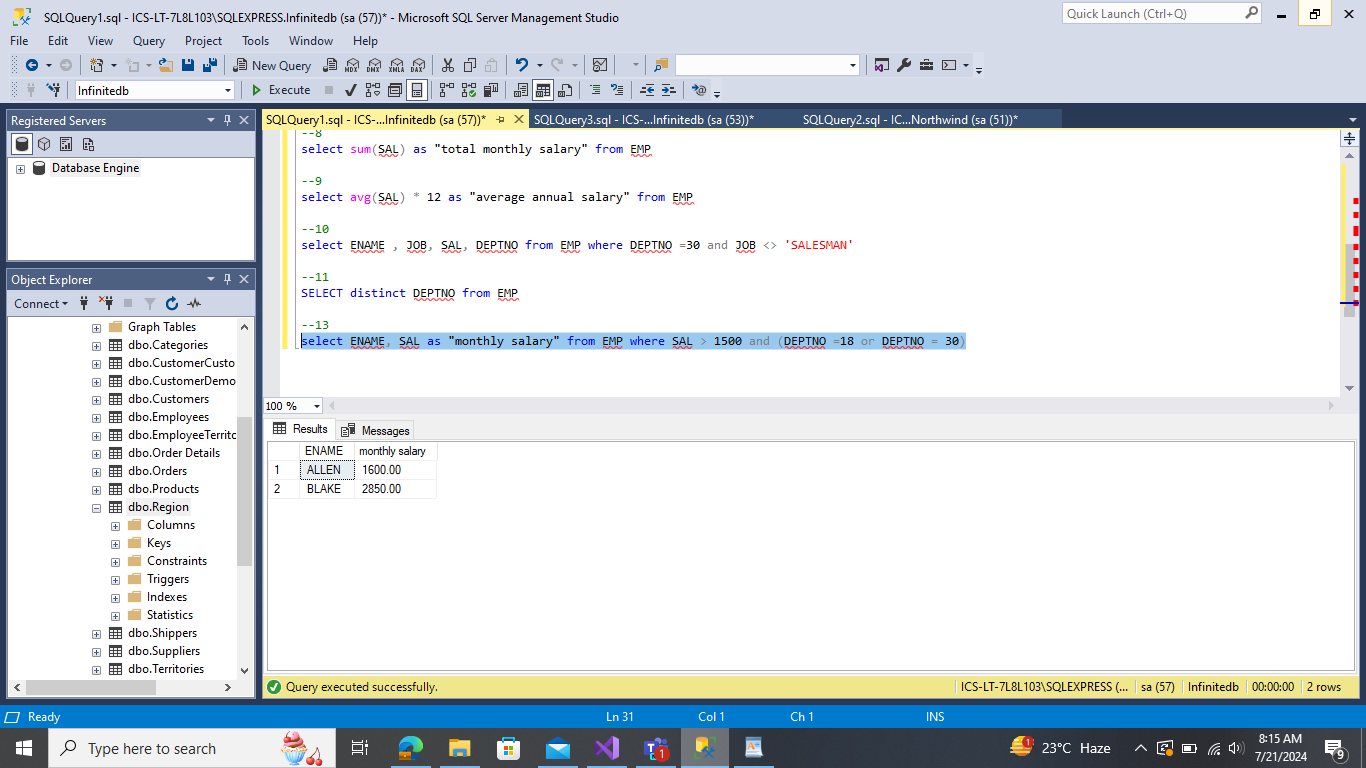 SQLQuery1.sql - ICS-LT-7L8L103\SQLEXPRESS.Infinitedb (sa (57))* - Microsoft SQL Server Management Studio
Quick Launch (Ctrl+Q)
File Edit View Query Project Tools Window Help
New Query MDX DMX XMLA DAX
Infinitedb Execute
Registered Servers
Database Engine
Object Explorer
Connect
Graph Tables
dbo.Categories
dbo.CustomerCusto
dbo.CustomerDemo
dbo.Customers
dbo.Employees
dbo.EmployeeTerritc
dbo.Order Details
dbo.Orders
dbo.Products
dbo.Region
Columns
Keys
Constraints
Triggers
Indexes
Statistics
dbo.Shippers
dbo.Suppliers
dbo.Territories
SQLQuery1.sql - ICS-...Infinitedb (sa (57))* SQLQuery3.sql - ICS-...Infinitedb (sa (53))* SQLQuery2.sql - IC...Northwind (sa (51))*
--8
select sum(SAL) as "total monthly salary" from EMP
--9
select avg(SAL) * 12 as "average annual salary" from EMP
--10
select ENAME , JOB, SAL, DEPTNO from EMP where DEPTNO =30 and JOB <> 'SALESMAN'
--11
SELECT distinct DEPTNO from EMP
--13
select ENAME, SAL as "monthly salary" from EMP where SAL > 1500 and (DEPTNO =18 or DEPTNO = 30)
100 %
Results Messages
ENAME monthly salary
1 ALLEN 1600.00
2 BLAKE 2850.00
Query executed successfully. ICS-LT-7L8L103\SQLEXPRESS (... sa (57) Infinitedb 00:00:00 2 rows
Ready Ln 31 Col 1 Ch 1 INS
Type here to search 1 1 23°C Haze 8:15 AM
7/21/2024 9